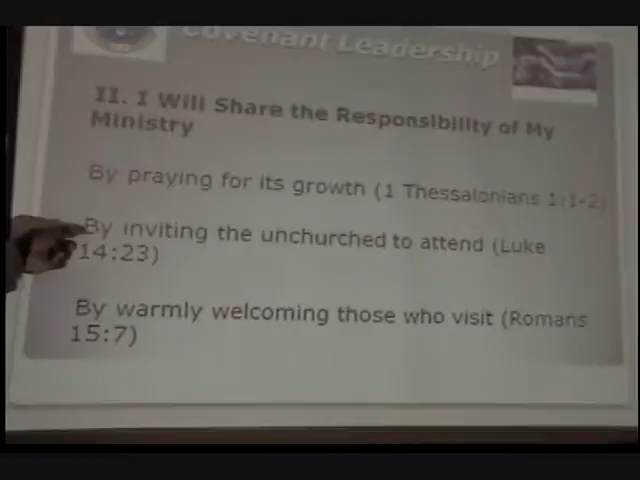 Covenant Leadership
II. I Will Share the Responsibility of My
Ministry
By praying for its growth (1 Thessalonians 1:1-2)
By inviting the unchurched to attend (Luke
14:23)
By warmly welcoming those who visit (Romans
15:7)